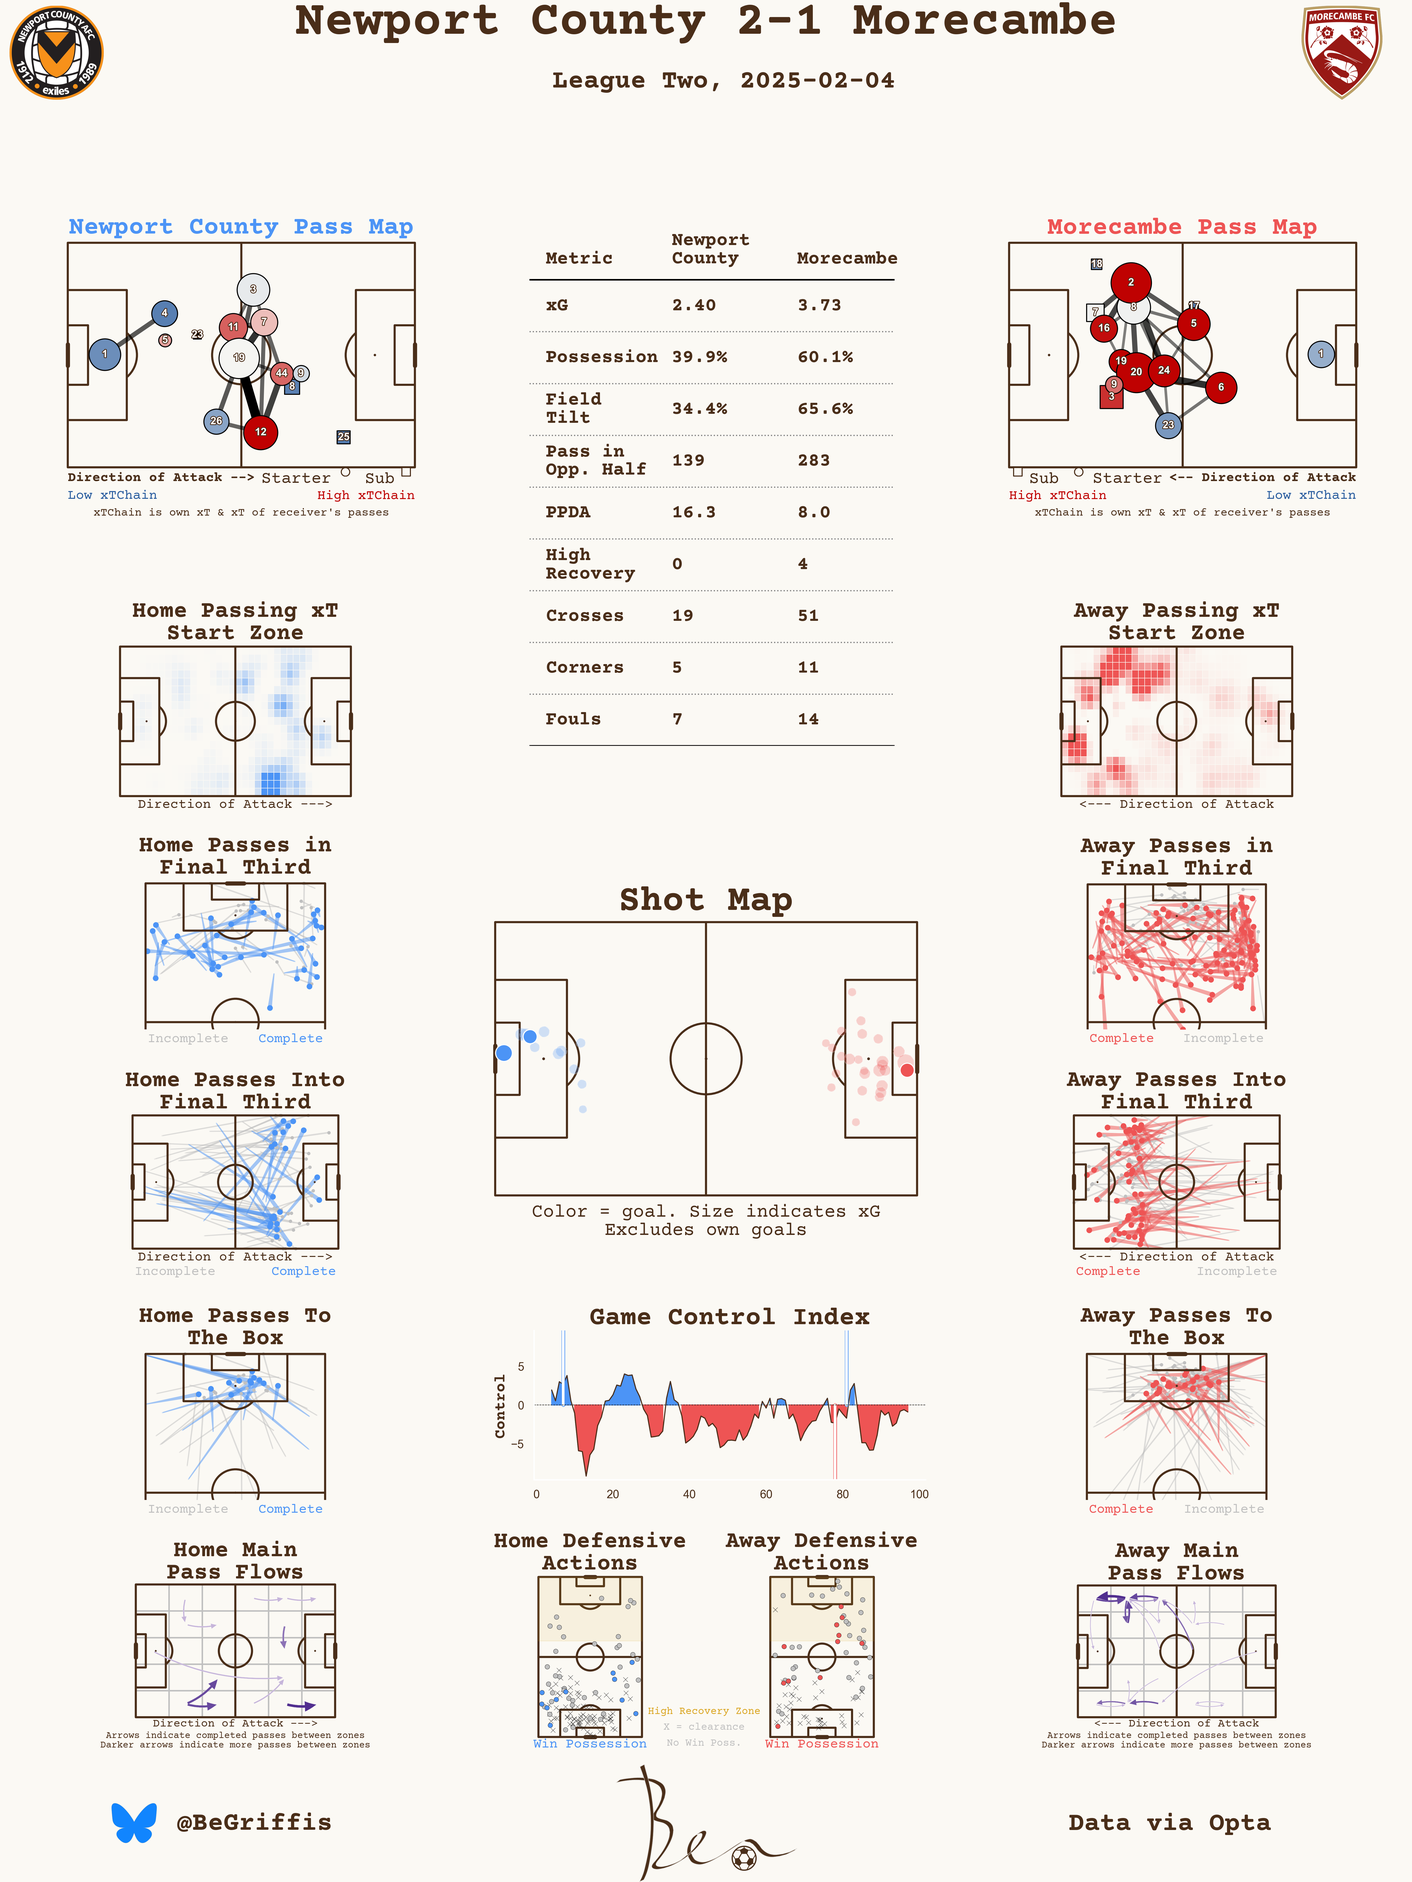 Newport County 2-1 Morecambe
League Two, 2025-02-04
NEWPORT COUNTY AFC
1912 exiles 1989
MORECAMBE FC
Newport County Pass Map
1
4
5
23
3
11
7
19
44
9
8
26
12
25
Direction of Attack --> Starter Sub
Low xTChain High xTChain
xTChain is own xT & xT of receiver's passes
Metric Newport County Morecambe
xG 2.40 3.73
Possession 39.9% 60.1%
Field Tilt 34.4% 65.6%
Pass in Opp. Half 139 283
PPDA 16.3 8.0
High Recovery 0 4
Crosses 19 51
Corners 5 11
Fouls 7 14
Morecambe Pass Map
18
2
7
8
17
16
5
19
20
24
9
3
6
23
1
Sub Starter <-- Direction of Attack
High xTChain Low xTChain
xTChain is own xT & xT of receiver's passes
Home Passing xT
Start Zone
Direction of Attack --->
Away Passing xT
Start Zone
<--- Direction of Attack
Home Passes in
Final Third
Incomplete Complete
Away Passes in
Final Third
Complete Incomplete
Shot Map
Color = goal. Size indicates xG
Excludes own goals
Home Passes Into
Final Third
Direction of Attack --->
Incomplete Complete
Away Passes Into
Final Third
<--- Direction of Attack
Complete Incomplete
Home Passes To
The Box
Incomplete Complete
Game Control Index
Control
5
0
−5
0 20 40 60 80 100
Away Passes To
The Box
Complete Incomplete
Home Main
Pass Flows
Direction of Attack --->
Arrows indicate completed passes between zones
Darker arrows indicate more passes between zones
Home Defensive
Actions
Win Possession
Away Defensive
Actions
Win Possession
High Recovery Zone
X = clearance
No Win Poss.
Away Main
Pass Flows
<--- Direction of Attack
Arrows indicate completed passes between zones
Darker arrows indicate more passes between zones
@BeGriffis
Ben
Data via Opta